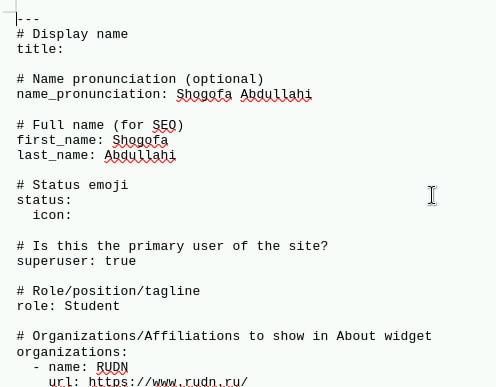 ---
# Display name
title:
# Name pronunciation (optional)
name_pronunciation: Shogofa Abdullahi
# Full name (for SEO)
first_name: Shogofa
last_name: Abdullahi
# Status emoji
status:
  icon:
# Is this the primary user of the site?
superuser: true
# Role/position/tagline
role: Student
# Organizations/Affiliations to show in About widget
organizations:
  - name: RUDN
    url: https://www.rudn.ru/